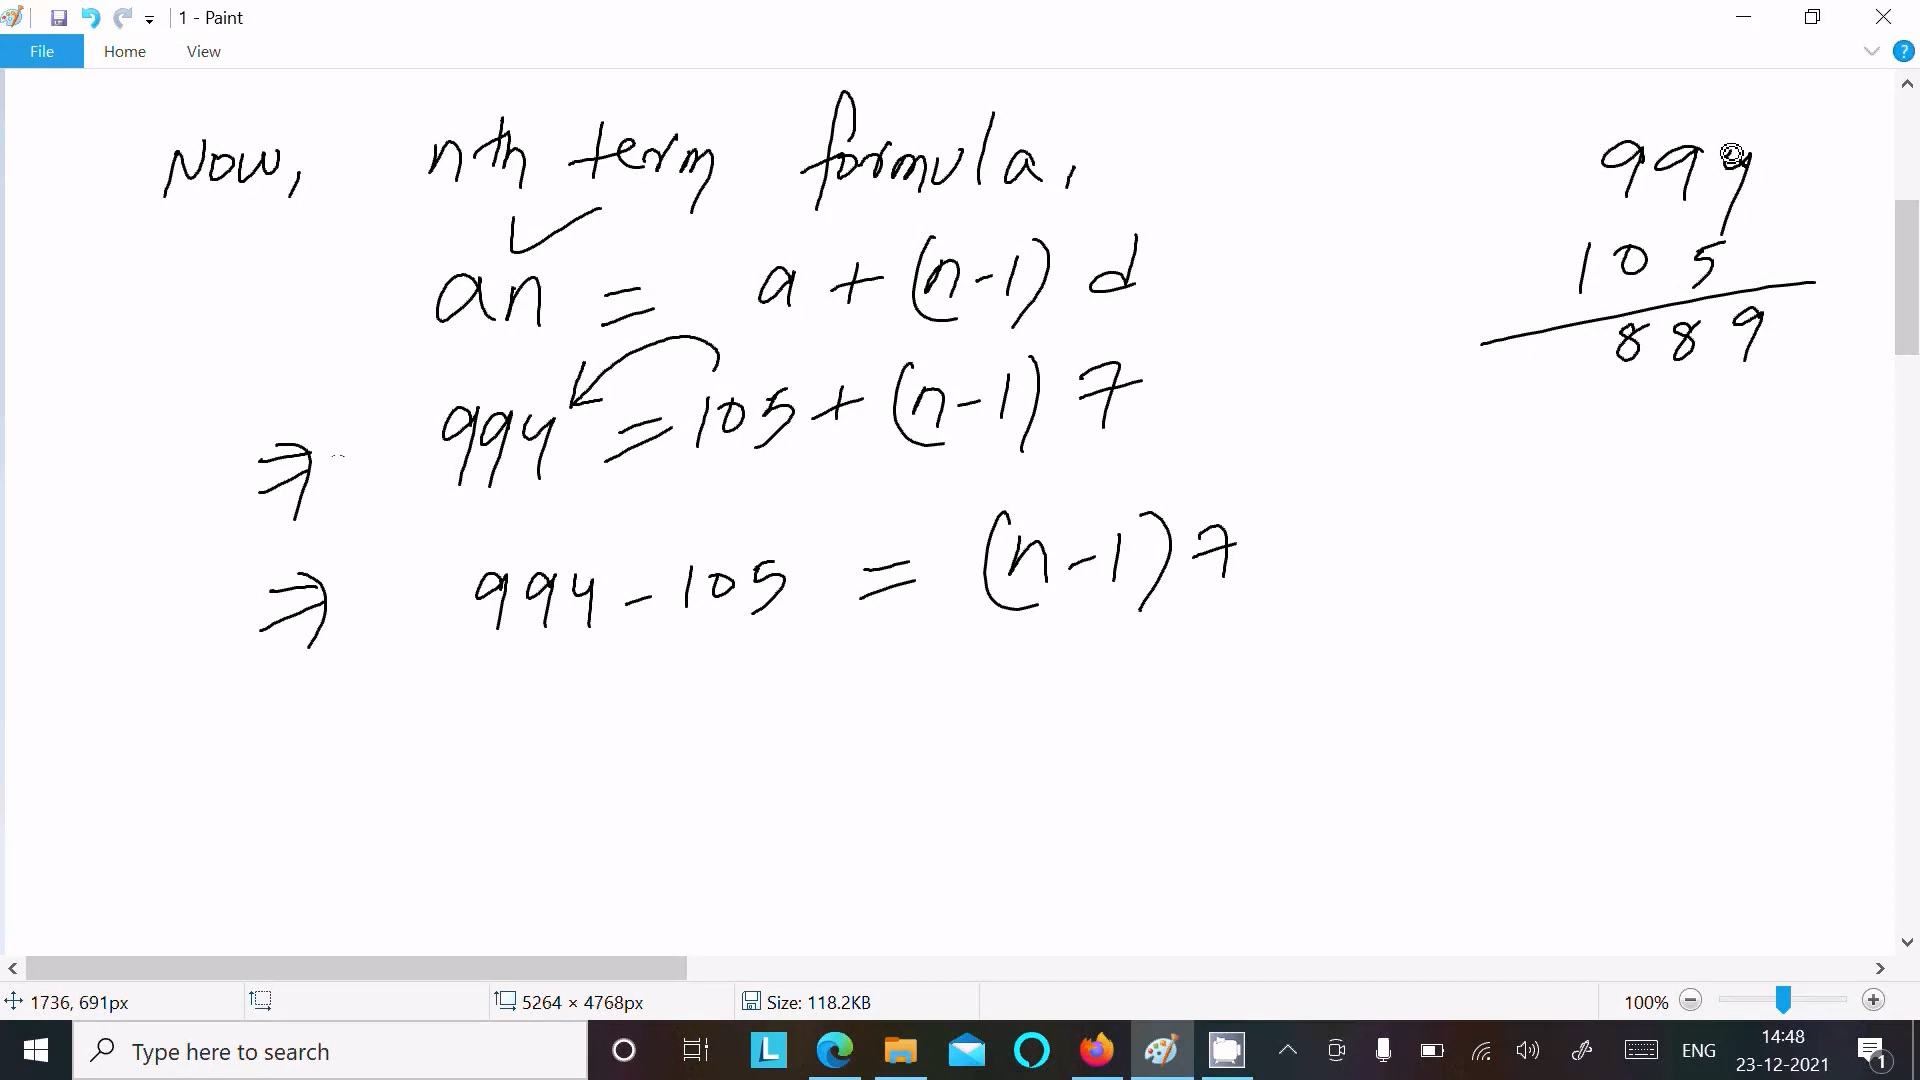 1 - Paint
File Home View
Now, nth term formula,
an = a + (n-1) d
⇒ 994 = 105 + (n-1) 7
⇒ 994 - 105 = (n-1) 7
994
105
889
1736, 691px
5264 × 4768px
Size: 118.2KB
100%
Type here to search
ENG
14:48
23-12-2021
1